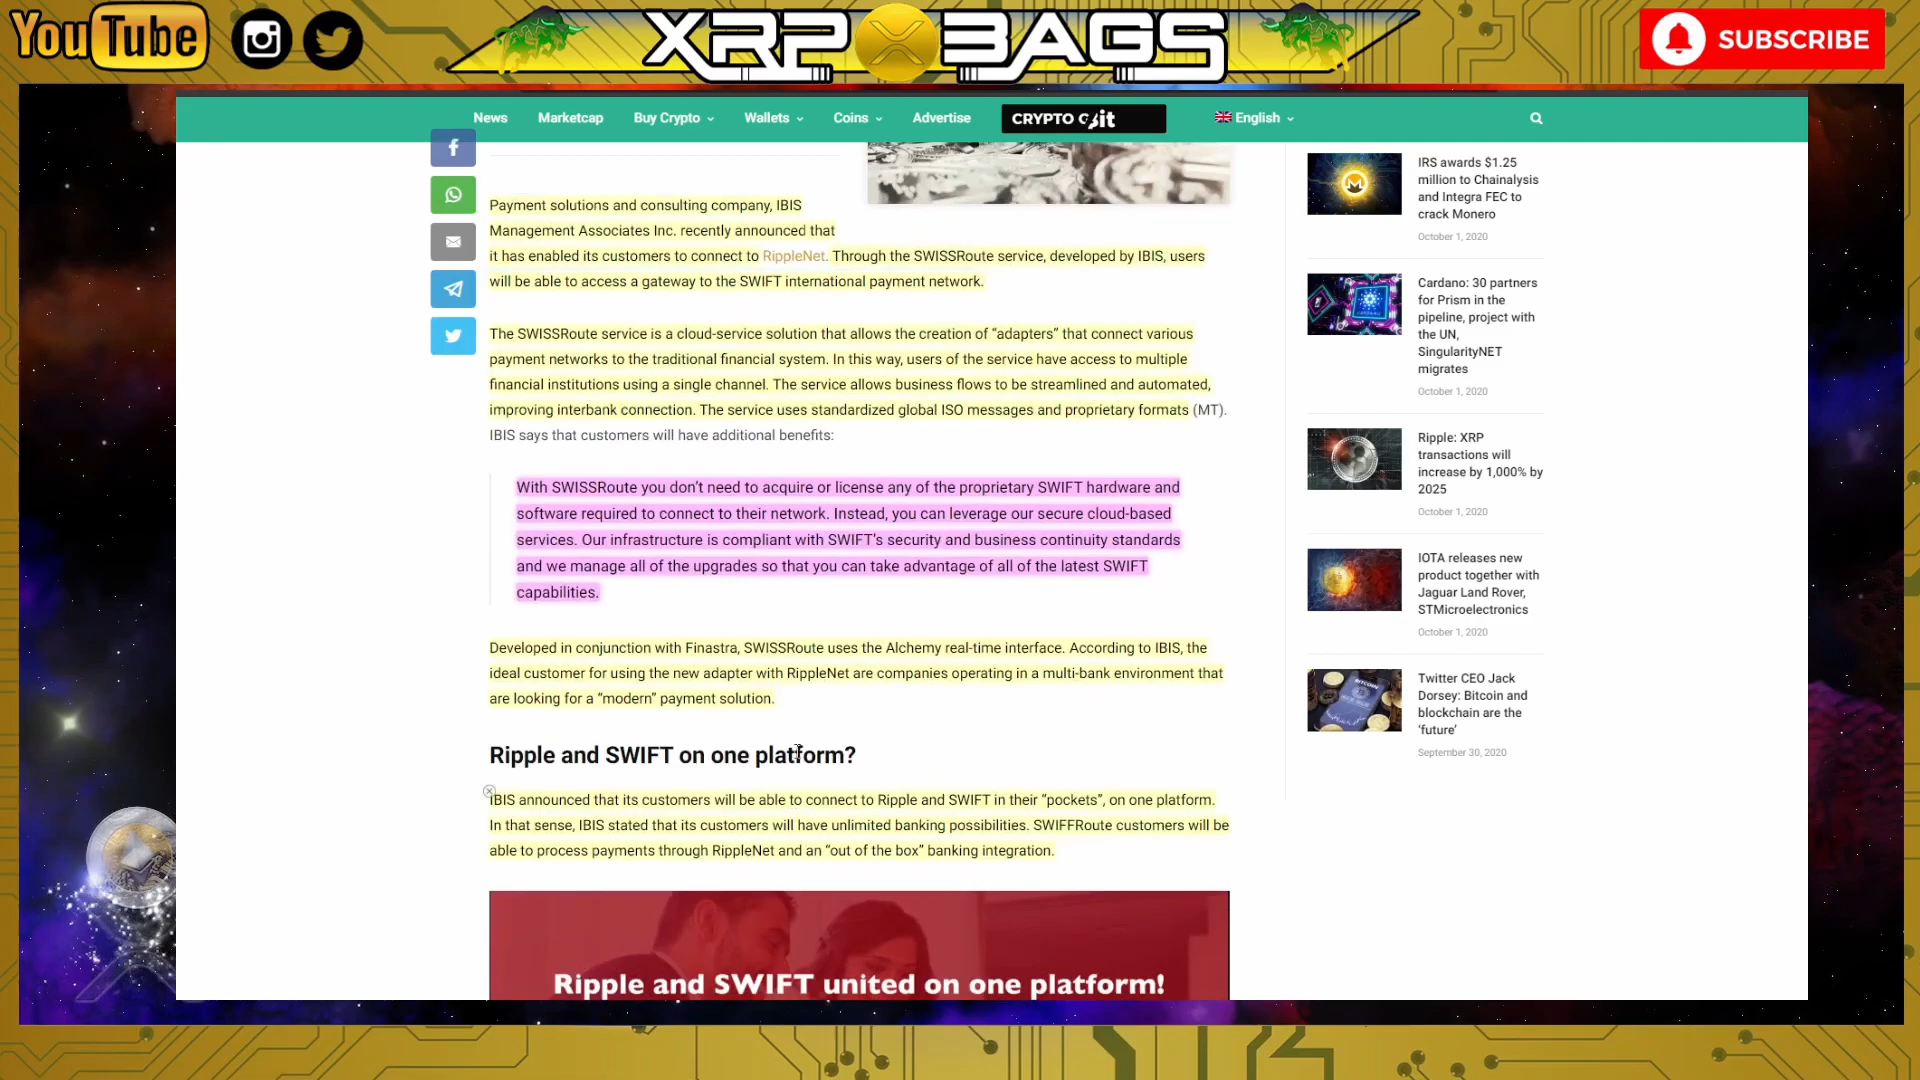 YouTube
XRP BAGS
SUBSCRIBE
News
Marketcap
Buy Crypto
Wallets
Coins
Advertise
CRYPTO
English
Payment solutions and consulting company, IBIS
Management Associates Inc. recently announced that
it has enabled its customers to connect to RippleNet. Through the SWISSRoute service, developed by IBIS, users
will be able to access a gateway to the SWIFT international payment network.
The SWISSRoute service is a cloud-service solution that allows the creation of “adapters” that connect various
payment networks to the traditional financial system. In this way, users of the service have access to multiple
financial institutions using a single channel. The service allows business flows to be streamlined and automated,
improving interbank connection. The service uses standardized global ISO messages and proprietary formats (MT).
IBIS says that customers will have additional benefits:
With SWISSRoute you don’t need to acquire or license any of the proprietary SWIFT hardware and
software required to connect to their network. Instead, you can leverage our secure cloud-based
services. Our infrastructure is compliant with SWIFT’s security and business continuity standards
and we manage all of the upgrades so that you can take advantage of all of the latest SWIFT
capabilities.
Developed in conjunction with Finastra, SWISSRoute uses the Alchemy real-time interface. According to IBIS, the
ideal customer for using the new adapter with RippleNet are companies operating in a multi-bank environment that
are looking for a “modern” payment solution.
Ripple and SWIFT on one platform?
IBIS announced that its customers will be able to connect to Ripple and SWIFT in their “pockets”, on one platform.
In that sense, IBIS stated that its customers will have unlimited banking possibilities. SWIFFRoute customers will be
able to process payments through RippleNet and an “out of the box” banking integration.
Ripple and SWIFT united on one platform!
IRS awards $1.25
million to Chainalysis
and Integra FEC to
crack Monero
October 1, 2020
Cardano: 30 partners
for Prism in the
pipeline, project with
the UN,
SingularityNET
migrates
October 1, 2020
Ripple: XRP
transactions will
increase by 1,000% by
2025
October 1, 2020
IOTA releases new
product together with
Jaguar Land Rover,
STMicroelectronics
October 1, 2020
Twitter CEO Jack
Dorsey: Bitcoin and
blockchain are the
‘future’
September 30, 2020